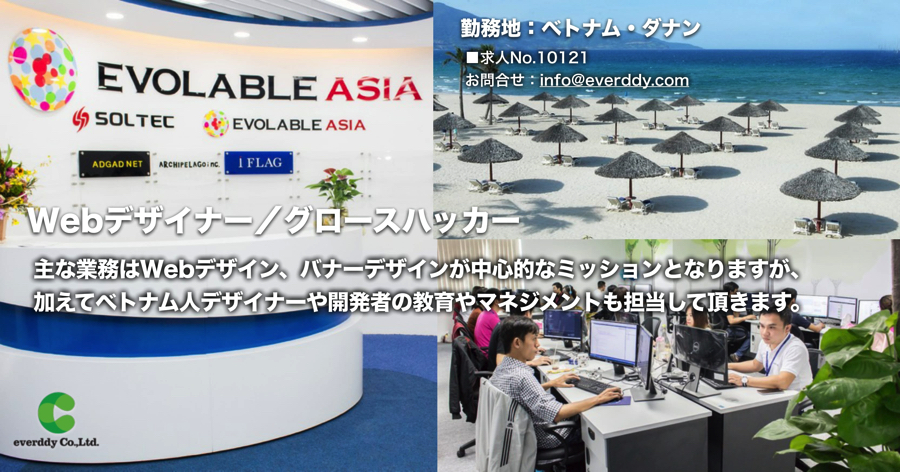 EVOLABLE ASIA
SOLTEC
EVOLABLE ASIA
ADGAD NET
ARCHIPELAGO inc.
1 FLAG
勤務地：ベトナム・ダナン
■求人No.10121
お問合せ：info@everddy.com
Webデザイナー／グロースハッカー
主な業務はWebデザイン、バナーデザインが中心的なミッションとなりますが、
加えてベトナム人デザイナーや開発者の教育やマネジメントも担当して頂きます。
everddy Co.,Ltd.